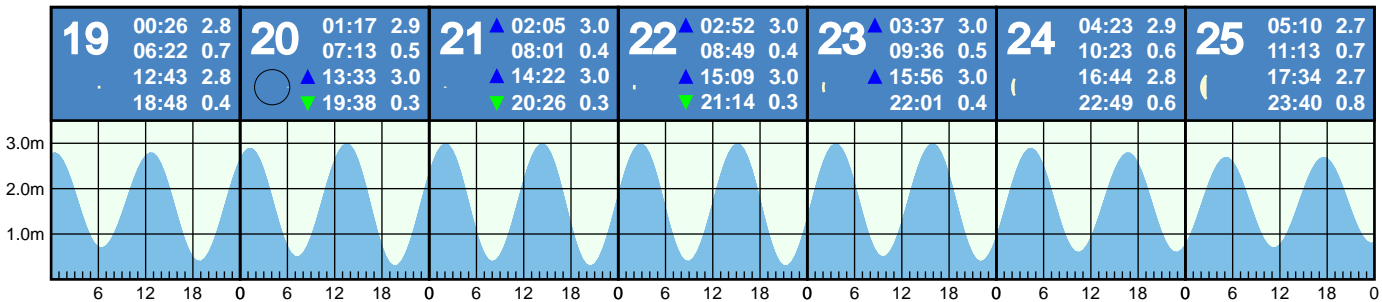 19
00:26 2.8
06:22 0.7
12:43 2.8
18:48 0.4
20
01:17 2.9
07:13 0.5
▲ 13:33 3.0
▼ 19:38 0.3
21
▲ 02:05 3.0
08:01 0.4
▲ 14:22 3.0
▼ 20:26 0.3
22
▲ 02:52 3.0
08:49 0.4
▲ 15:09 3.0
▼ 21:14 0.3
23
▲ 03:37 3.0
09:36 0.5
▲ 15:56 3.0
22:01 0.4
24
04:23 2.9
10:23 0.6
16:44 2.8
22:49 0.6
25
05:10 2.7
11:13 0.7
17:34 2.7
23:40 0.8
3.0m
2.0m
1.0m
6 12 18 0 6 12 18 0 6 12 18 0 6 12 18 0 6 12 18 0 6 12 18 0 6 12 18 0